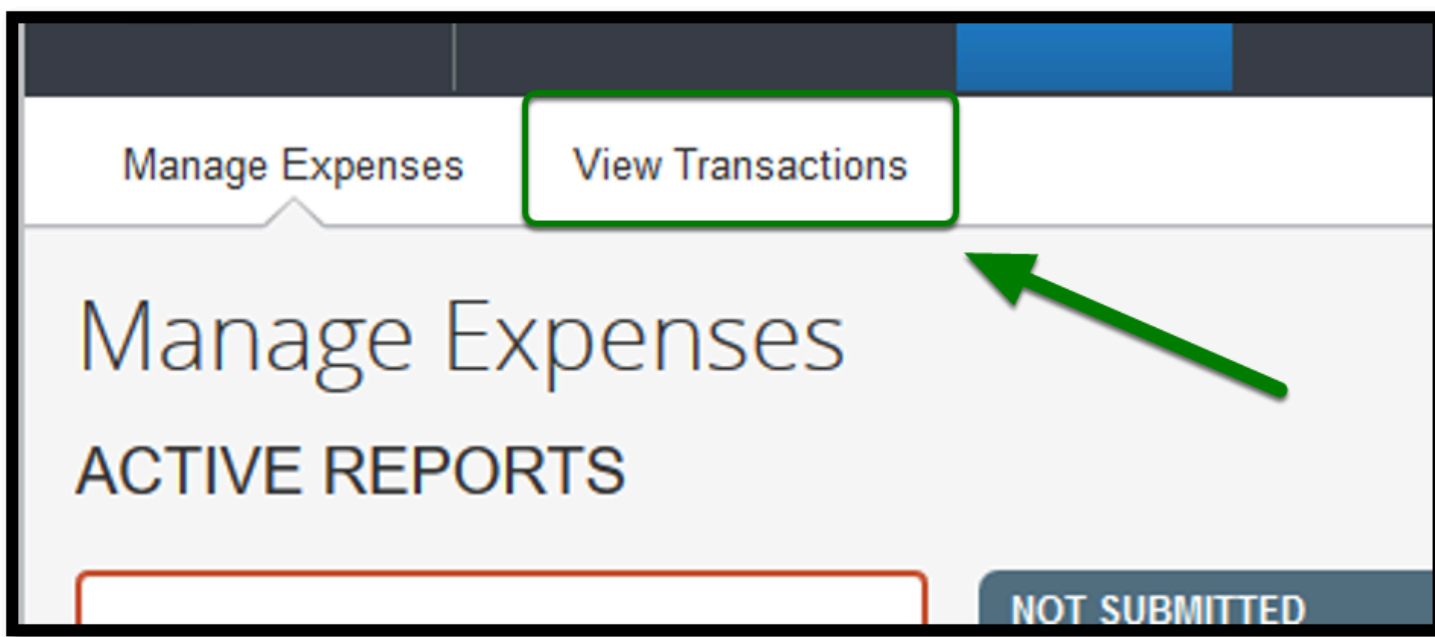 Manage Expenses
View Transactions
Manage Expenses
ACTIVE REPORTS
NOT SUBMITTED